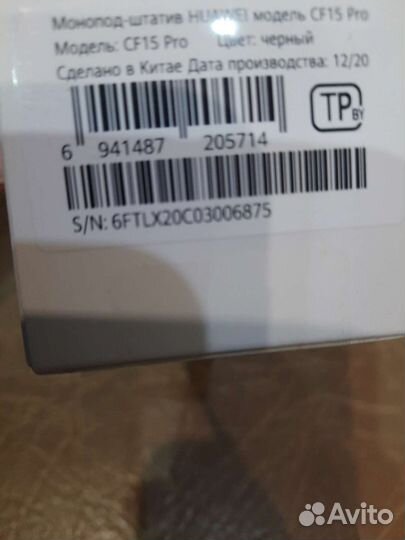 Монопод-штатив HUAWEI модель CF15 Pro
Модель: CF15 Pro Цвет: черный
Сделано в Китае Дата производства: 12/20
TP BY
6 941487 205714
S/N: 6FTLX20C03006875
Avito